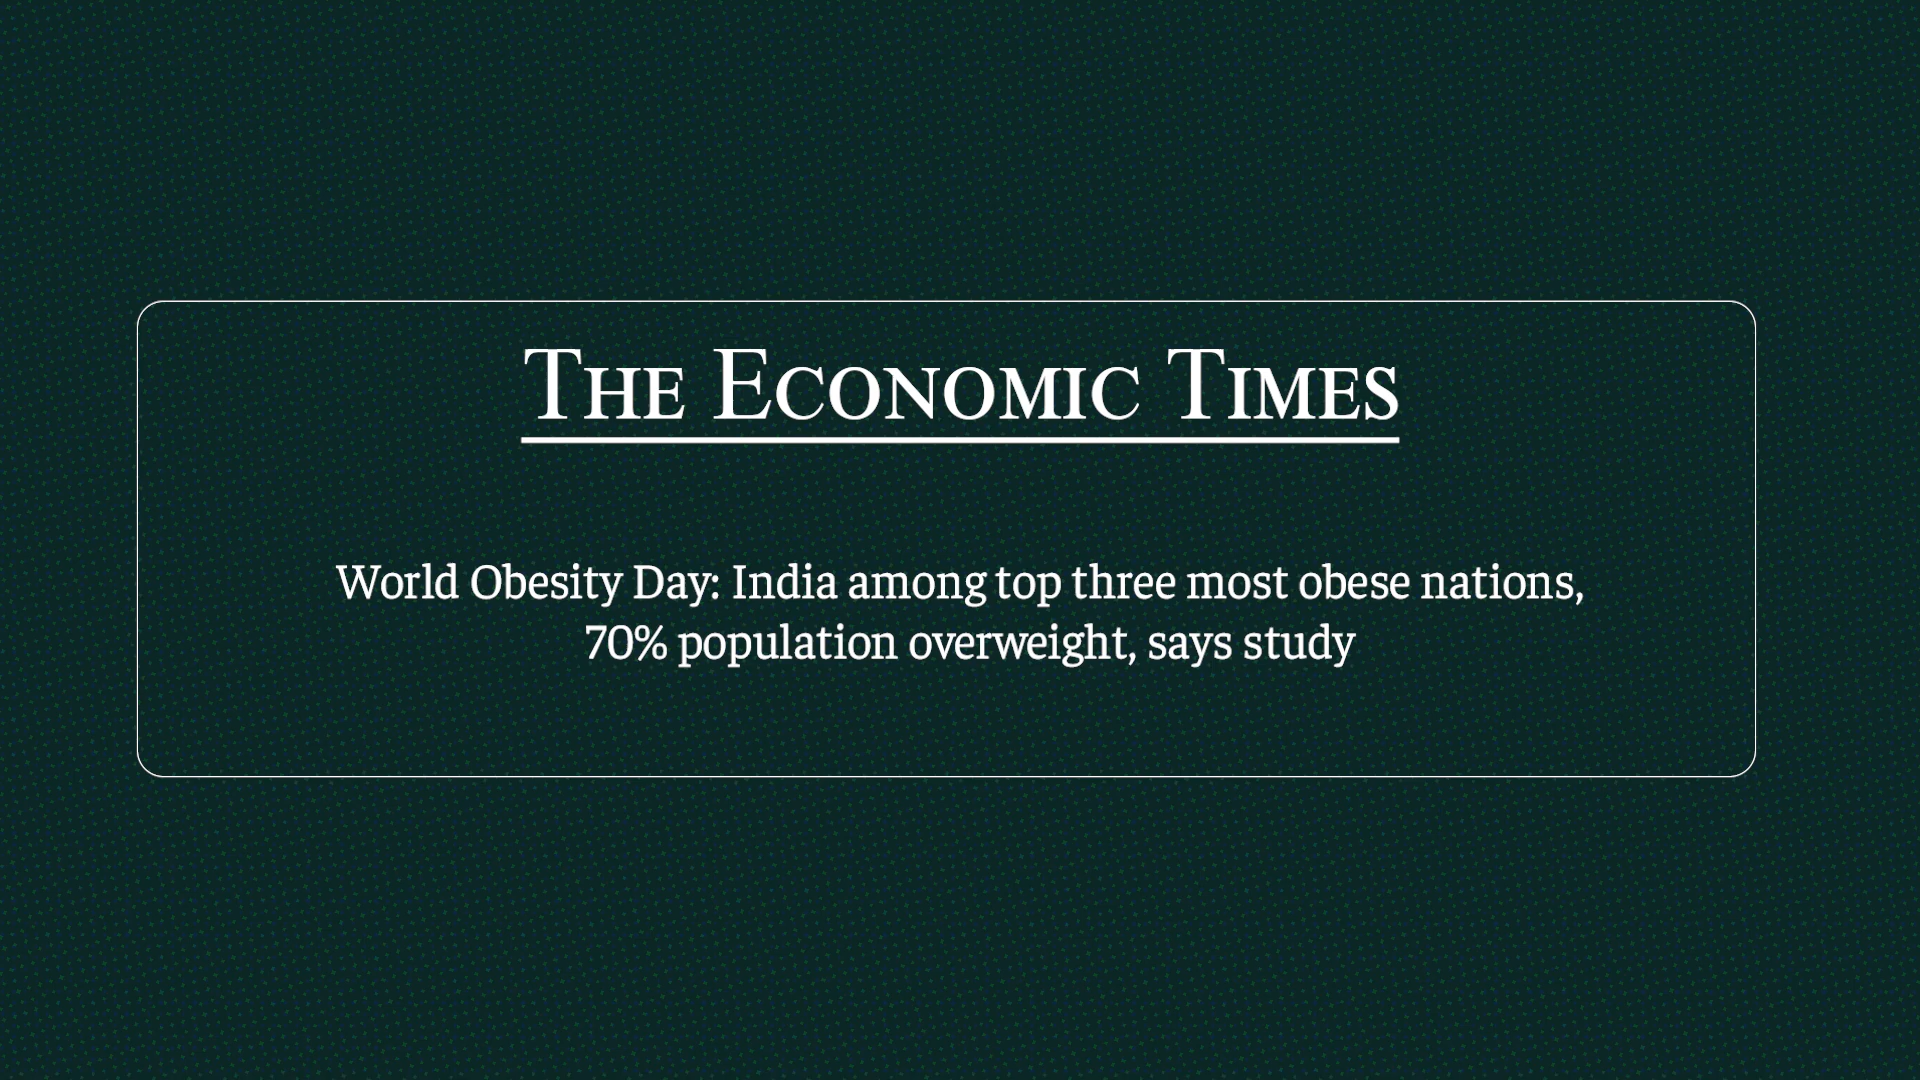 THE ECONOMIC TIMES
World Obesity Day: India among top three most obese nations,
70% population overweight, says study